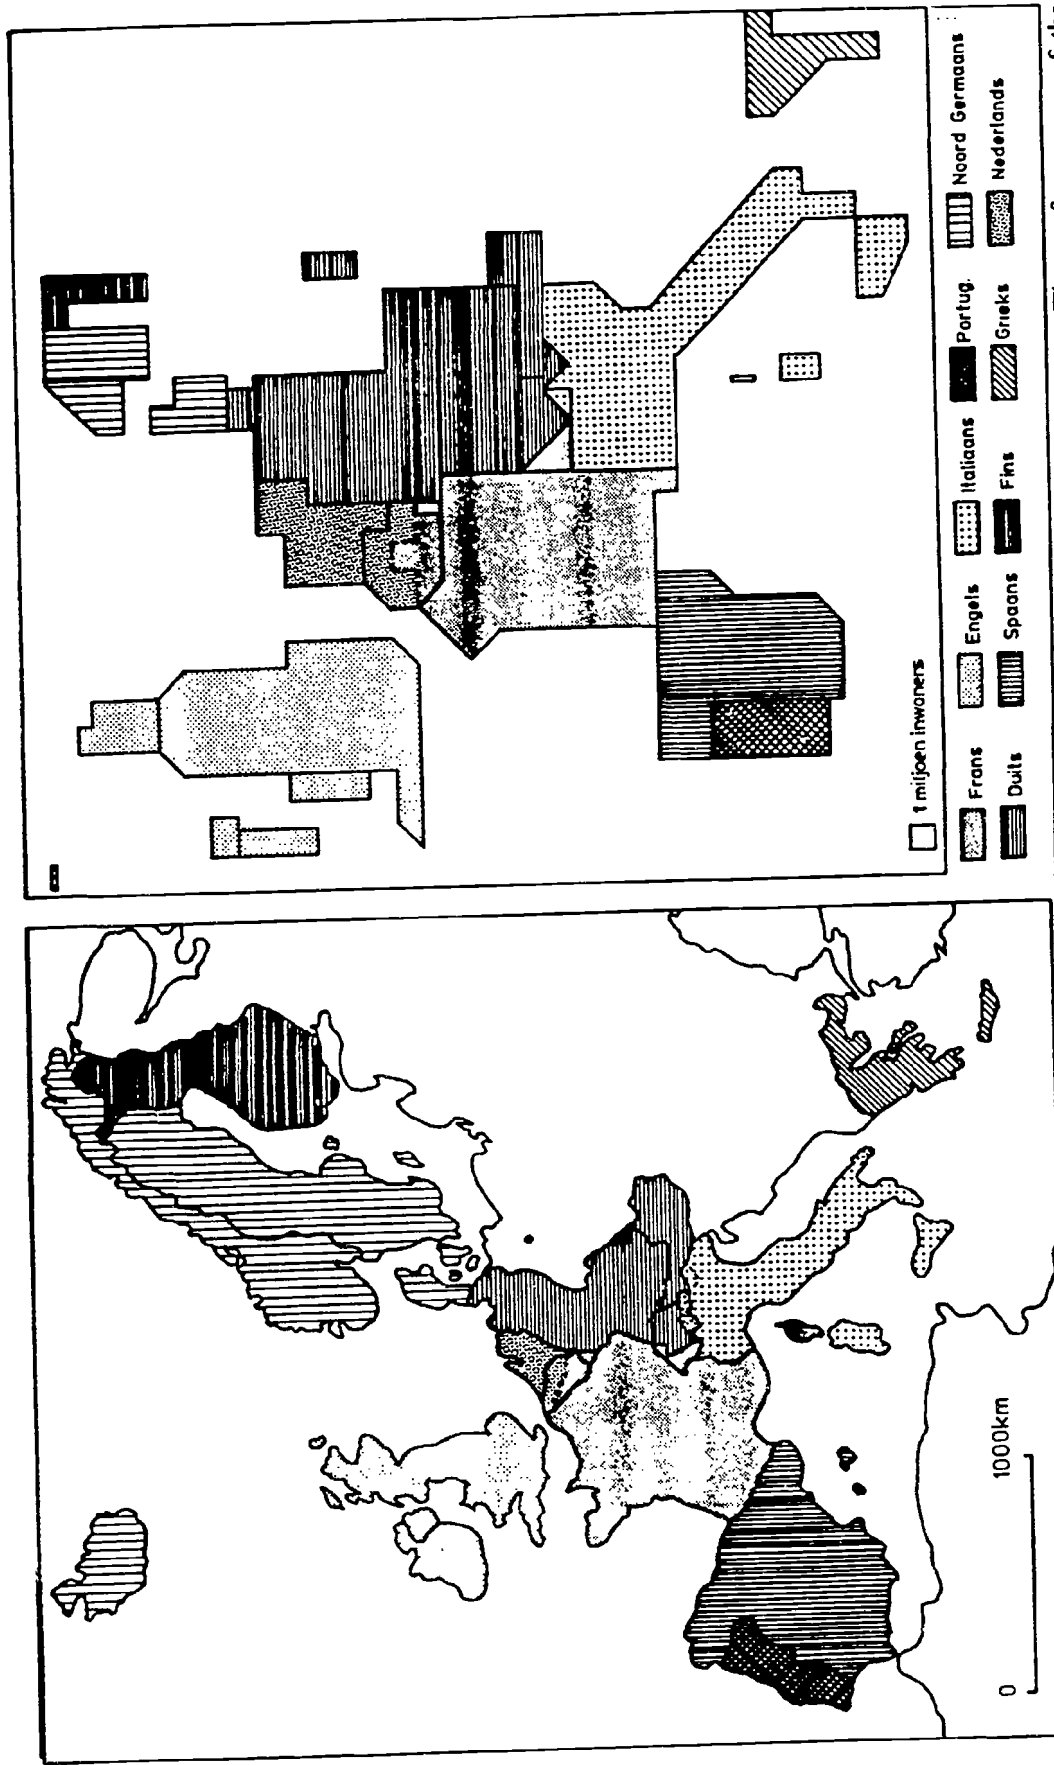 1 miljoen inwoners
Frans Engels Italiaans Portug. Noord Germaans
Duits Spaans Fins Grieks Nederlands
0 1000km